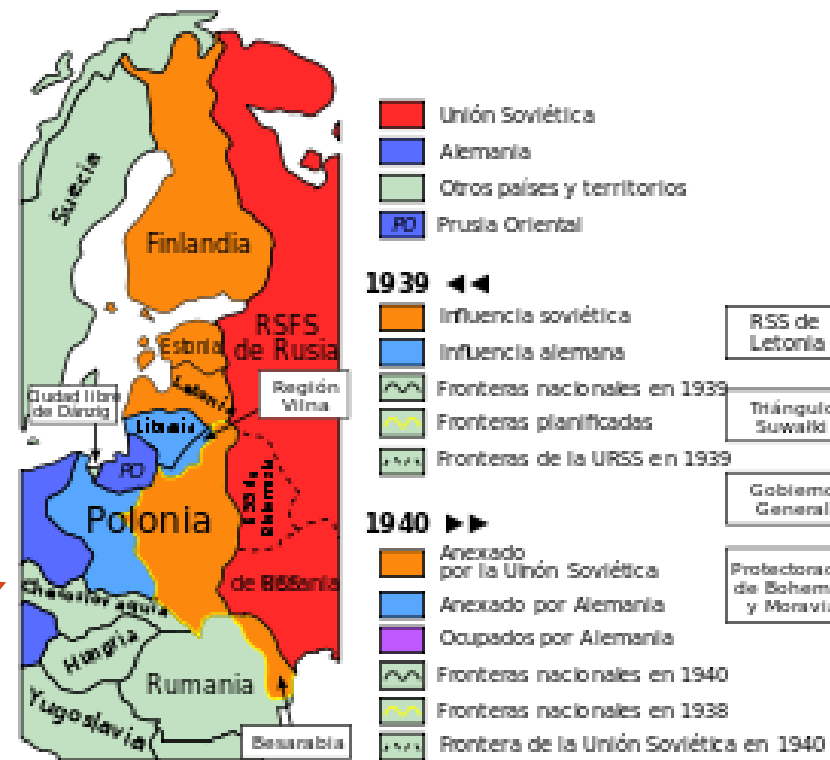 Suecia
Finlandia
Estonia
RSFS
de Rusia
Letonia
Región
Vilna
Ciudad libre
de Dánzig
Lituania
PO
Polonia
Hungría
Rumania
Yugoslavia
Besarabia
Unión Soviética
Alemania
Otros países y territorios
PO
Prusia Oriental
1939 ◄◄
Influencia soviética
Influencia alemana
Fronteras nacionales en 1939
Fronteras planificadas
Fronteras de la URSS en 1939
1940 ►►
Anexado
por la Uinón Soviética
Anexado por Alemania
Ocupados por Alemania
Fronteras nacionales en 1940
Fronteras nacionales en 1938
Frontera de la Unión Soviética en 1940
RSS de
Letonia
Triángulo
Suwałki
Gobierno
General
de Bohem
y Moravia